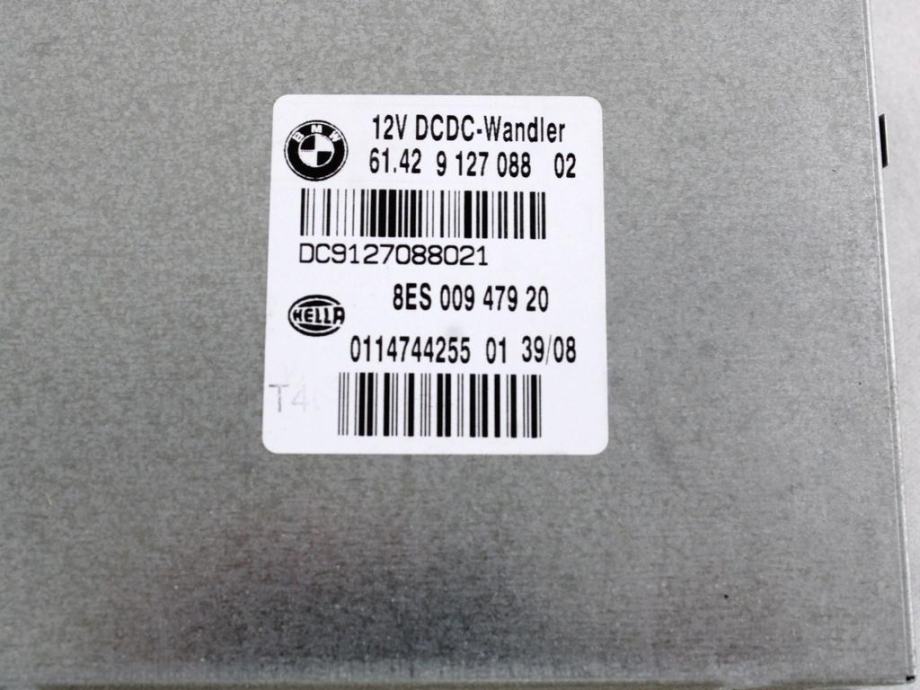 12V DCDC-Wandler
BMW
61.42 9 127 088 02
DC9127088021
8ES 009 479 20
HELLA
0114744255 01 39/08